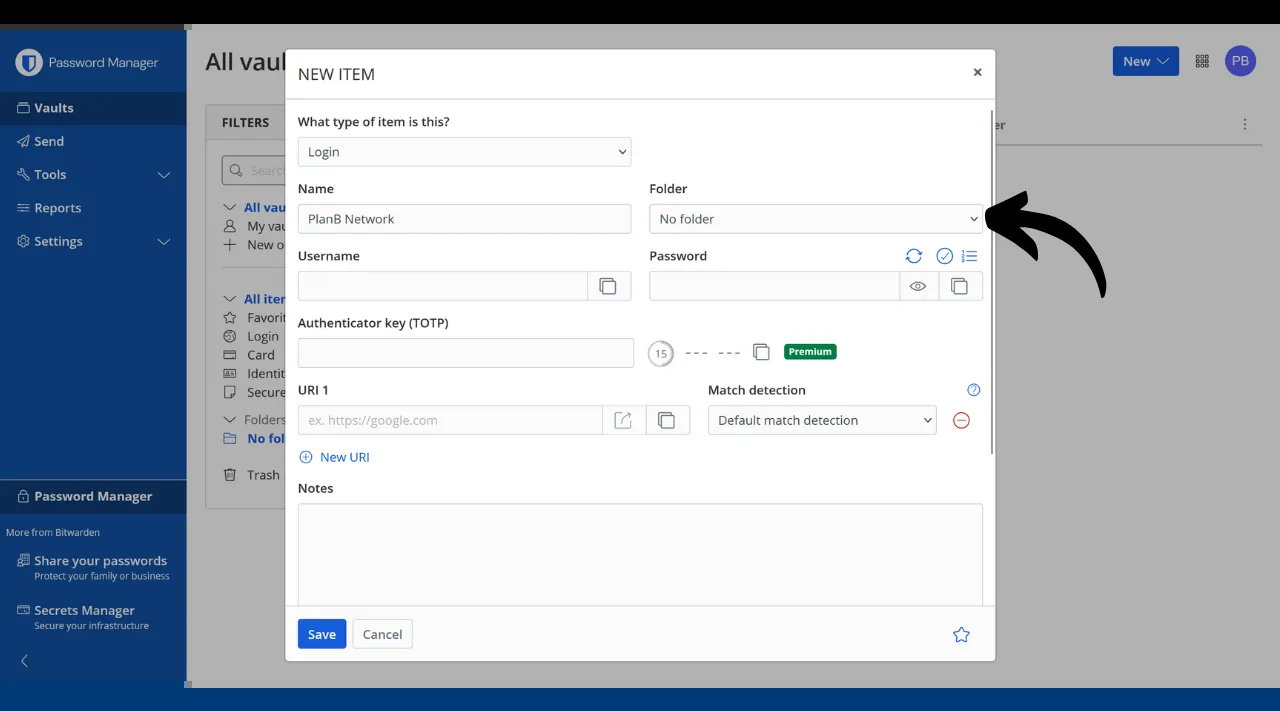 Password Manager
Vaults
Send
Tools
Reports
Settings
Password Manager
More from Bitwarden
Share your passwords
Protect your family or business
Secrets Manager
Secure your infrastructure
All vaul
New
PB
FILTERS
Searc
All vau
My vau
New o
All iter
Favorit
Login
Card
Identit
Secure
Folders
No fol
Trash
er
NEW ITEM
What type of item is this?
Login
Name
Folder
PlanB Network
No folder
Username
Password
Authenticator key (TOTP)
15 --- --- Premium
URI 1
Match detection
ex. https://google.com
Default match detection
New URI
Notes
Save
Cancel